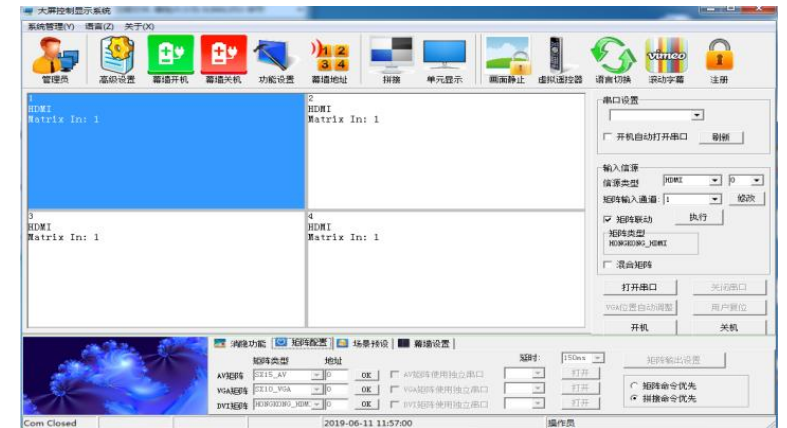 大屏控制显示系统
系统管理(Y) 语言(Z) 关于(X)
管理员 高级设置 幕墙开机 幕墙关机 功能设置 幕墙地址 拼接 单元显示 画面静止 虚拟遥控器 语言切换 滚动字幕 注册
1 2
3 4
vimeo
1
HDMI
Matrix In: 1
2
HDMI
Matrix In: 1
3
HDMI
Matrix In: 1
4
HDMI
Matrix In: 1
串口设置
开机自动打开串口 刷新
输入信源
信源类型 HDMI 0
矩阵输入通道: 1 修改
矩阵联动 执行
矩阵类型
HONGKONG_HDMI
混合矩阵
打开串口 关闭串口
VGA位置自动调整 用户复位
开机 关机
消隐功能 矩阵配置 场景预设 幕墙设置
矩阵类型 地址 延时: 150ms 矩阵输出设置
AV矩阵 SX15_AV 0 OK AV矩阵使用独立串口 打开
VGA矩阵 SX10_VGA 0 OK VGA矩阵使用独立串口 打开
DVI矩阵 HONGKONG_HDM 0 OK DVI矩阵使用独立串口 打开
矩阵命令优先
拼接命令优先
Com Closed 2019-06-11 11:57:00 操作员